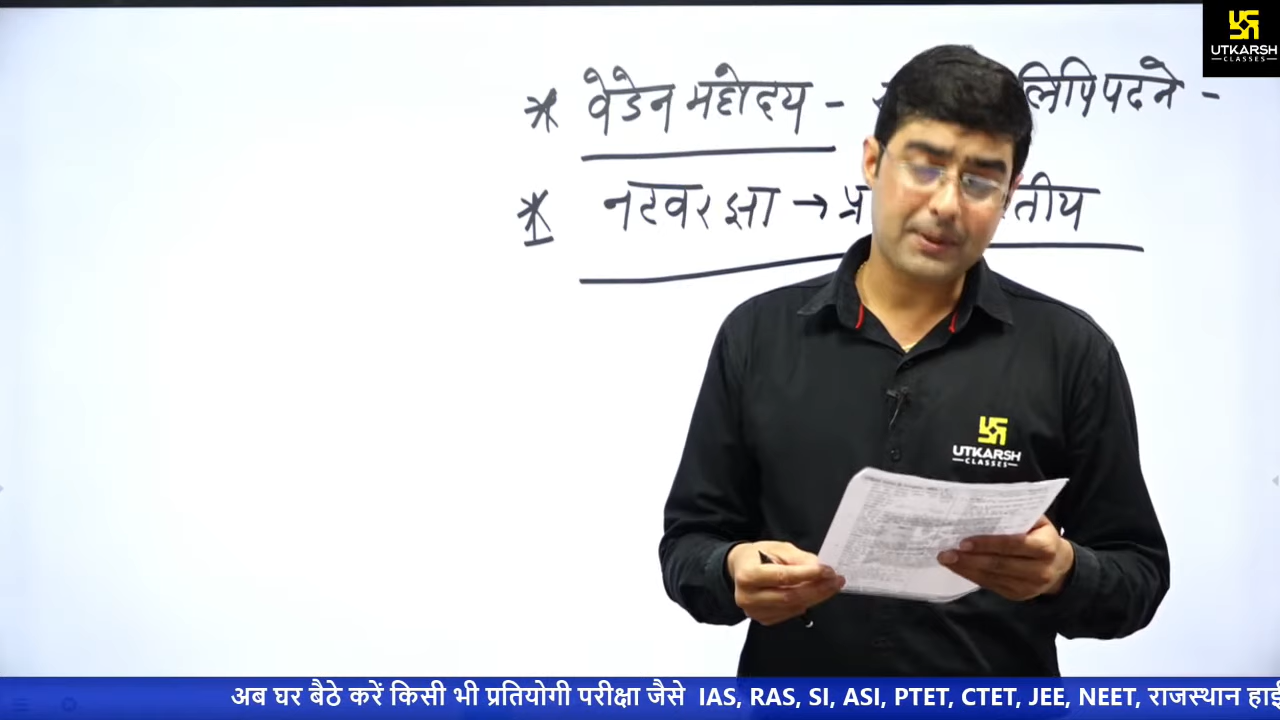 UTKARSH
CLASSES
* वेडेन महोदय - लिपि पढने -
* नटवर झा → तीय
UTKARSH
CLASSES
अब घर बैठे करें किसी भी प्रतियोगी परीक्षा जैसे IAS, RAS, SI, ASI, PTET, CTET, JEE, NEET, राजस्थान हाई